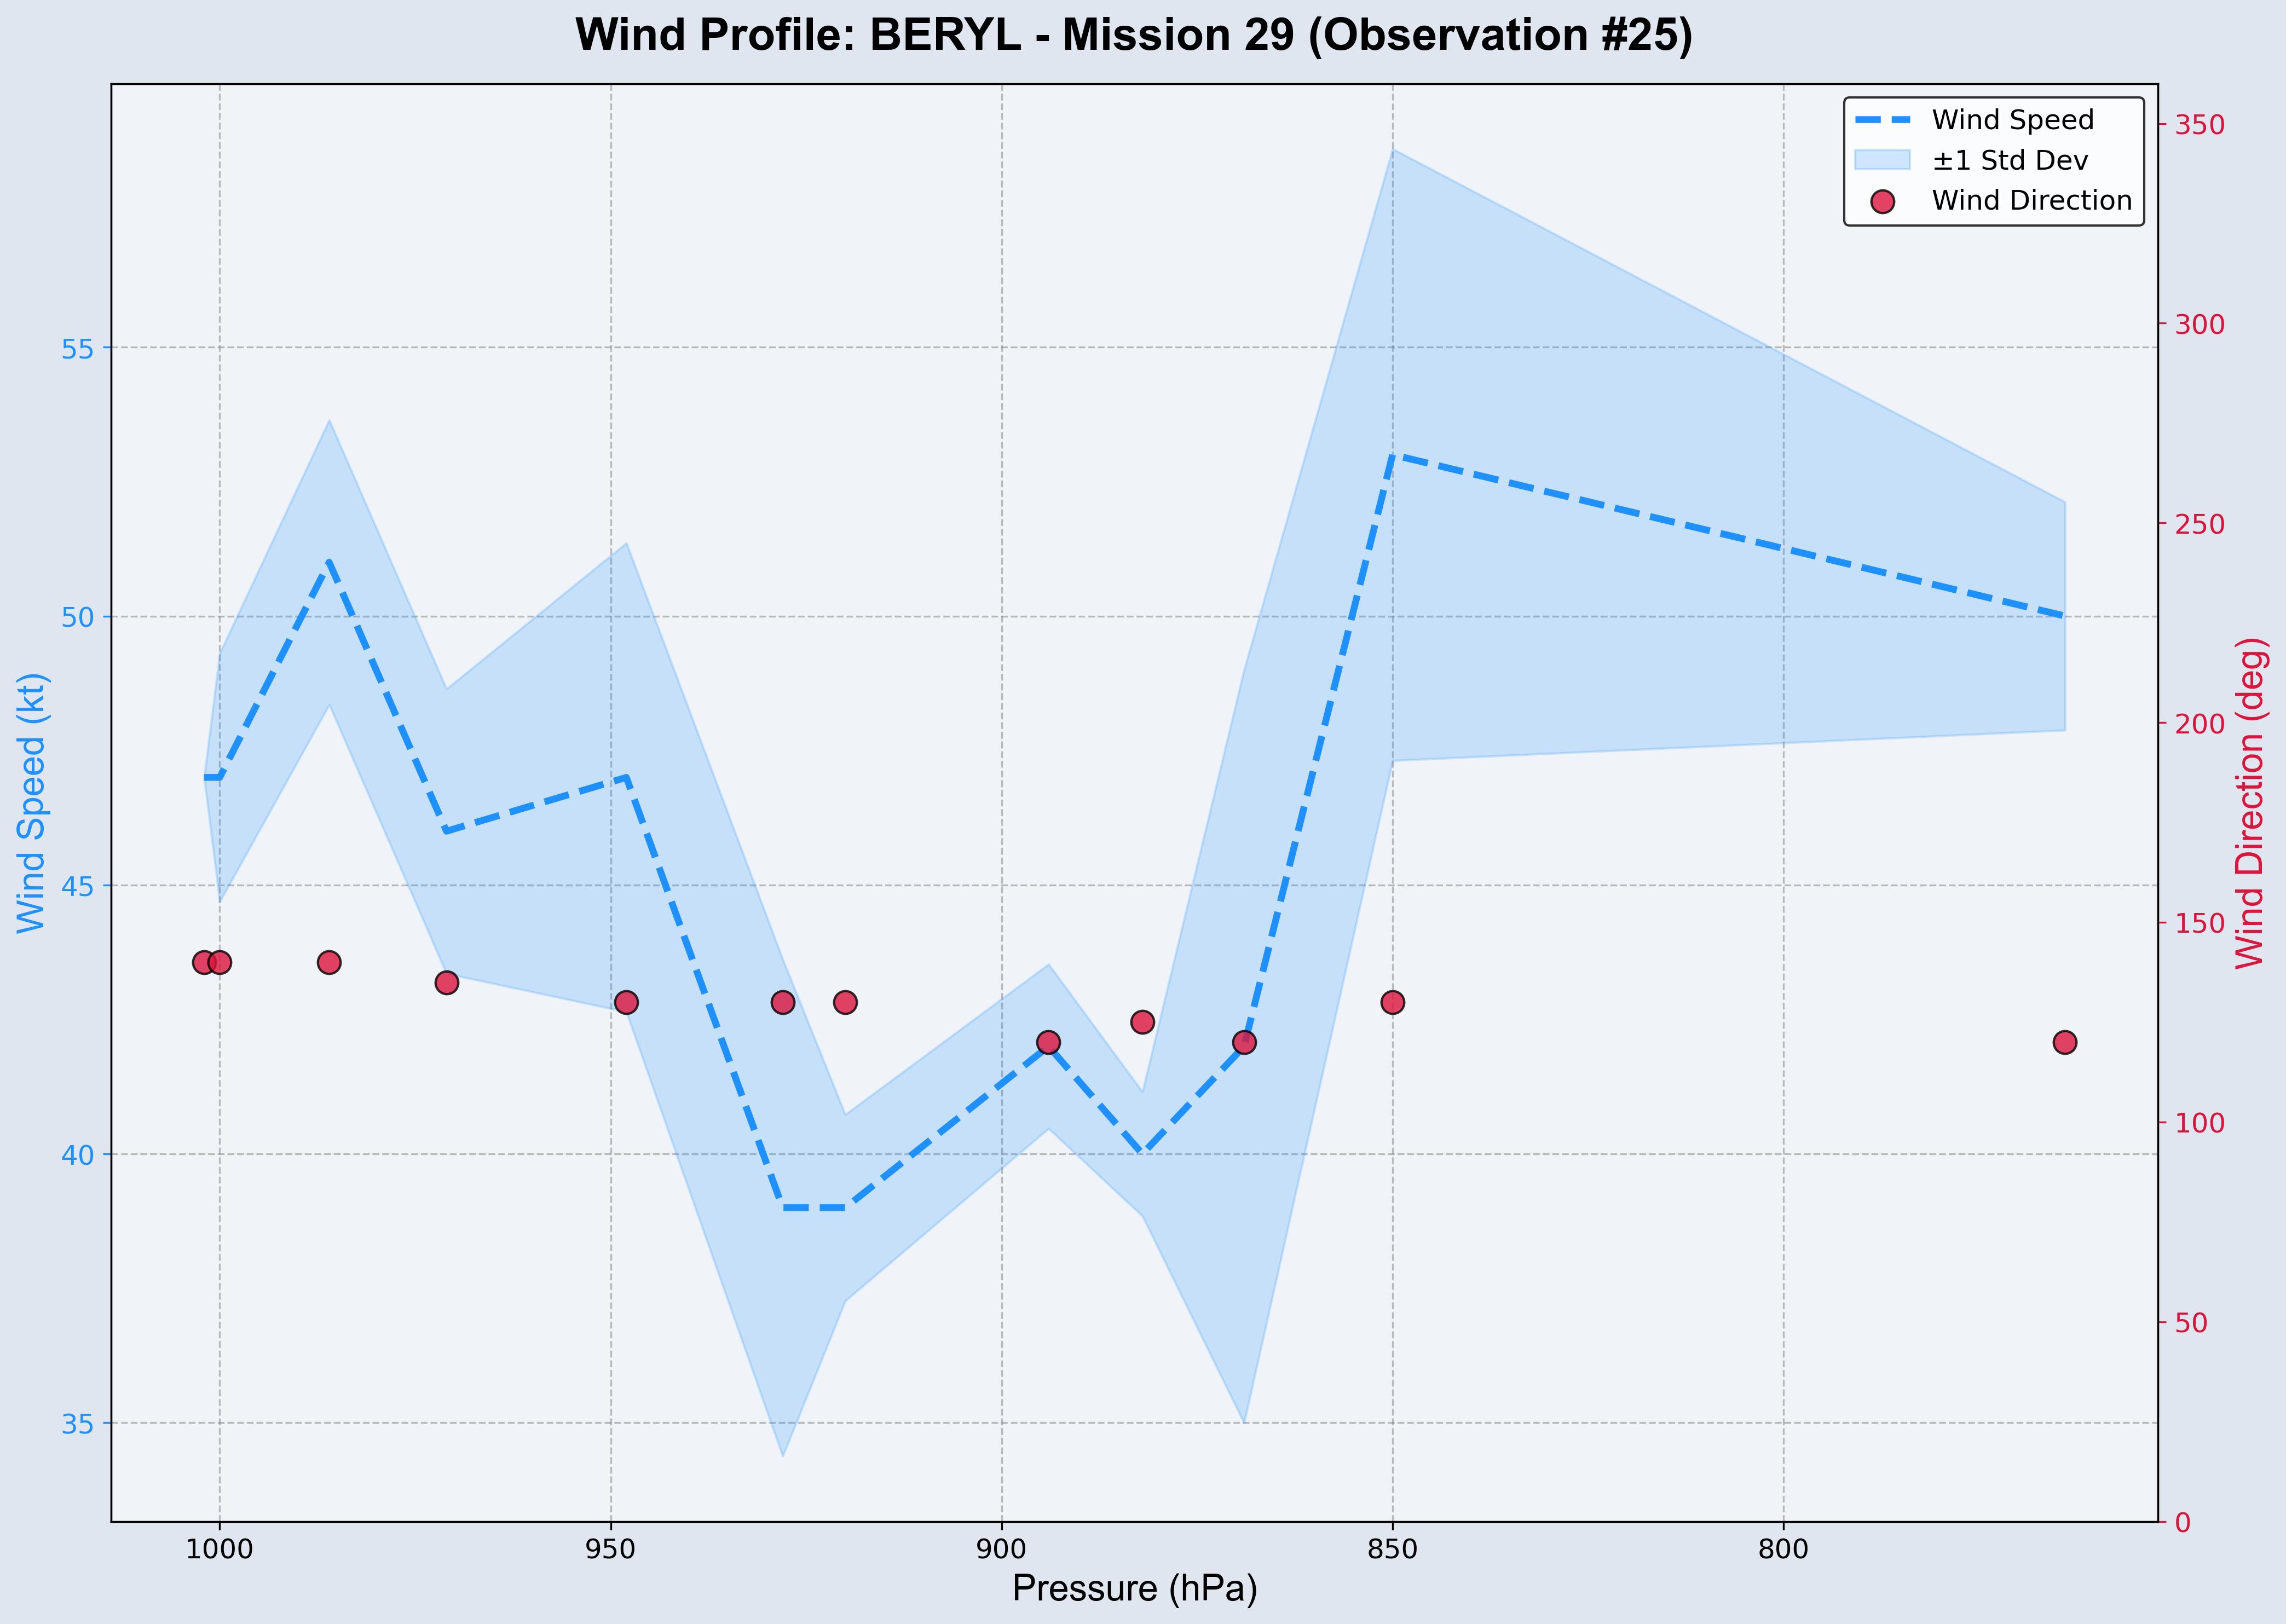 Wind Profile: BERYL - Mission 29 (Observation #25)
Wind Speed
±1 Std Dev
Wind Direction
Wind Speed (kt)
55
50
45
40
35
350
300
250
200
150
100
50
0
Wind Direction (deg)
1000
950
900
850
800
Pressure (hPa)